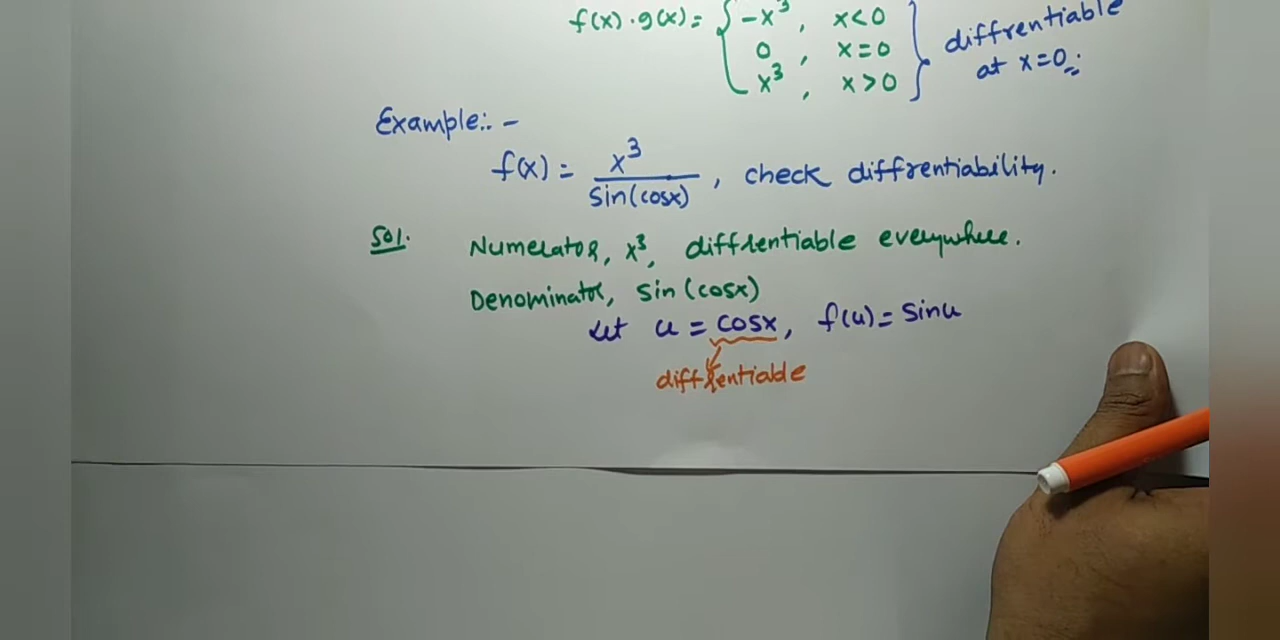 f(x)·g(x) = { -x³, x<0
0, x=0
x³, x>0 } diffrentiable at x=0
Example:. -
f(x) = x³ / sin(cosx), check diffrentiability.
Sol.
Numerator, x³, diffrentiable everywhere.
Denominator, sin(cosx)
Let u = cosx, f(u) = sinu
diffrentiable